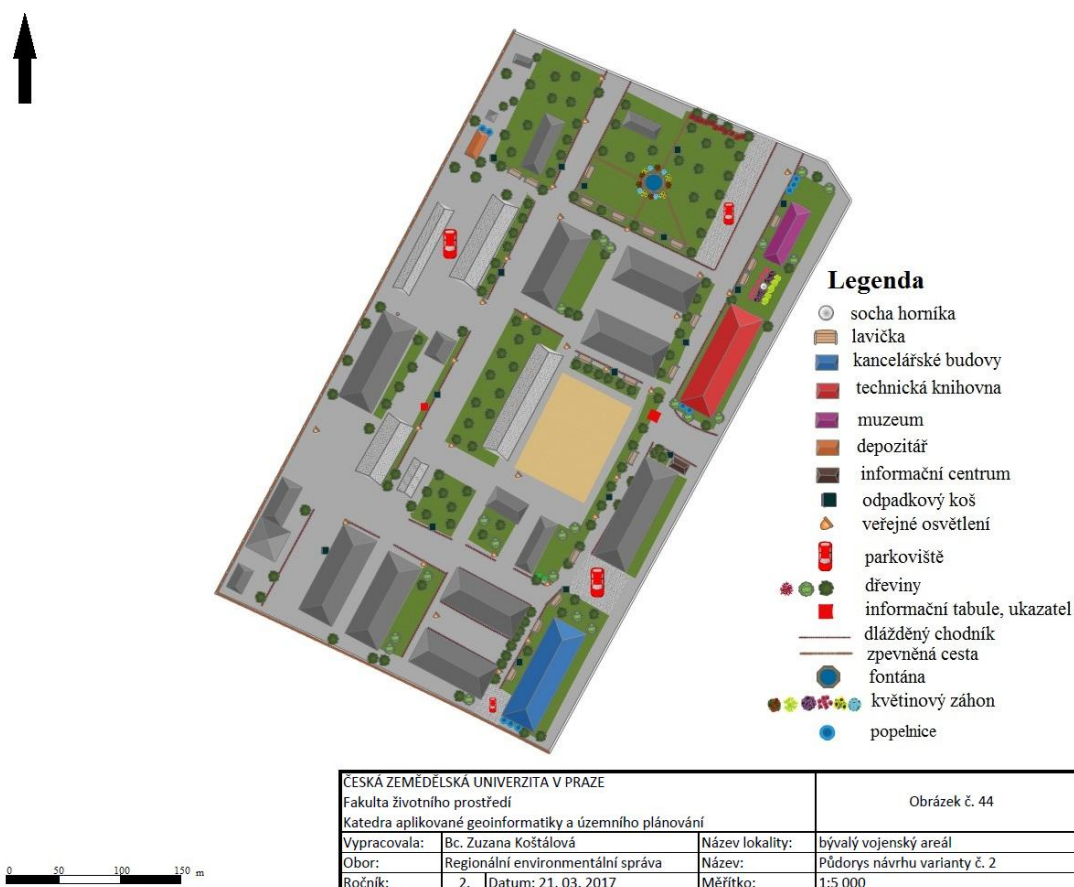 Legenda
socha horníka
lavička
kancelářské budovy
technická knihovna
muzeum
depozitář
informační centrum
odpadkový koš
veřejné osvětlení
parkoviště
dřeviny
informační tabule, ukazatel
dlážděný chodník
zpevněná cesta
fontána
květinový záhon
popelnice
ČESKÁ ZEMĚDĚLSKÁ UNIVERZITA V PRAZE
Fakulta životního prostředí
Katedra aplikované geoinformatiky a územního plánování
Obrázek č. 44
Vypracovala: Bc. Zuzana Koštálová Název lokality: bývalý vojenský areál
Obor: Regionální environmentální správa Název: Půdorys návrhu varianty č. 2
Ročník: 2. Datum: 21. 03. 2017 Měřítko: 1:5 000
0 50 100 150 m